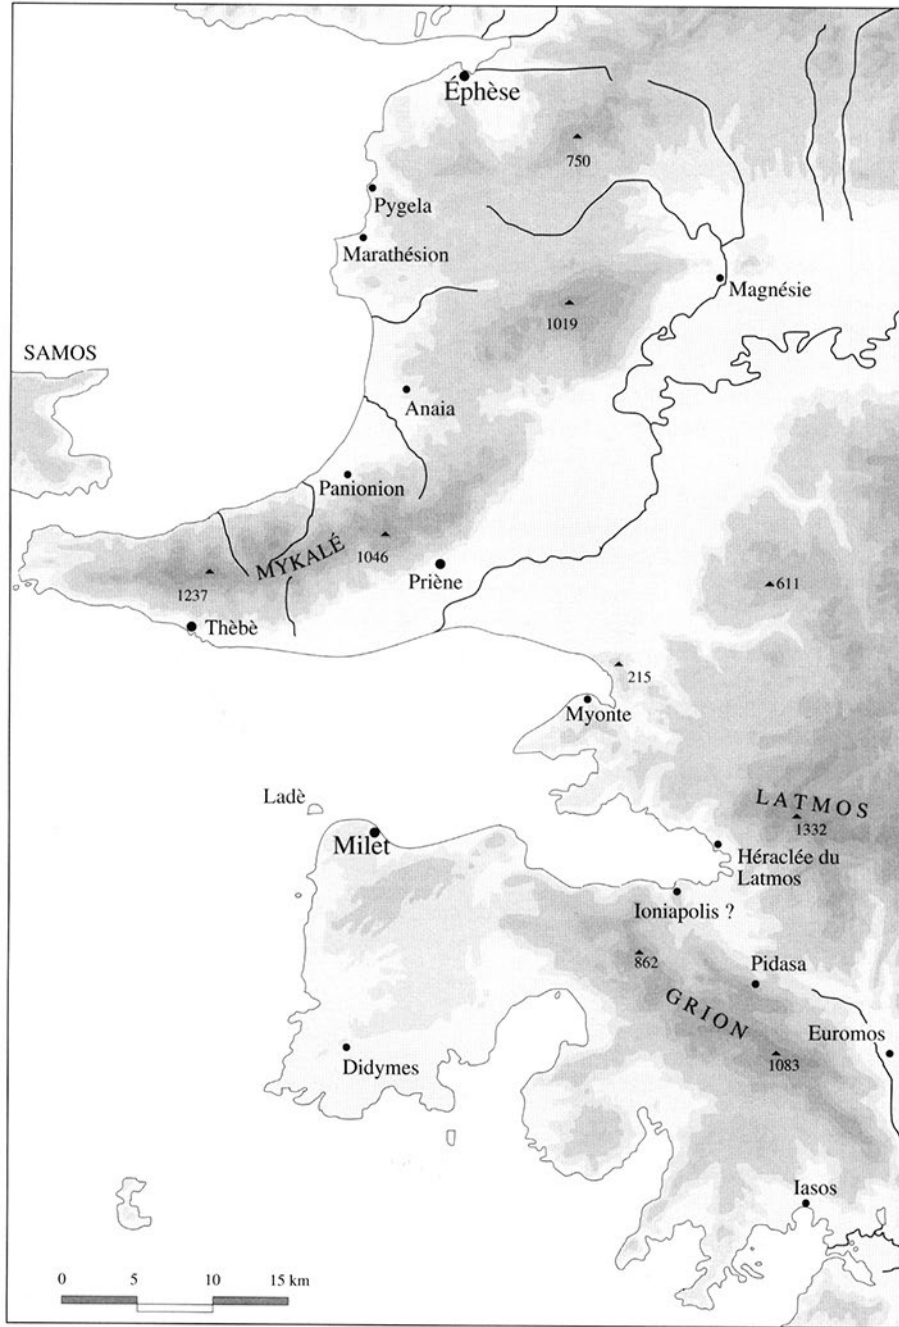 Éphèse
750
Pygela
Marathésion
Magnésie
1019
SAMOS
Anaia
Panionion
MYKALÉ
1046
Priène
1237
611
Thèbè
215
Myonte
Ladè
LATMOS
1332
Milet
Héraclée du
Latmos
Ioniapolis ?
862
Pidasa
GRION
Euromos
1083
Didymes
Iasos
0 5 10 15 km